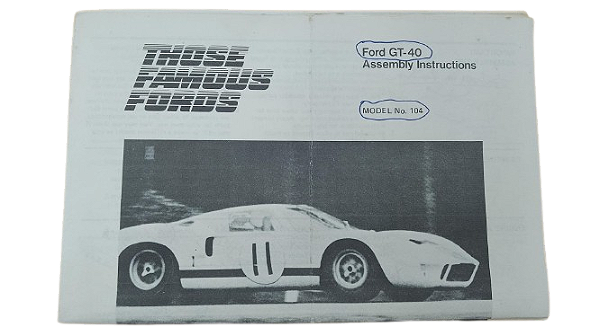 THOSE
FAMOUS
FORDS
Ford GT-40
Assembly Instructions
MODEL No. 104
11